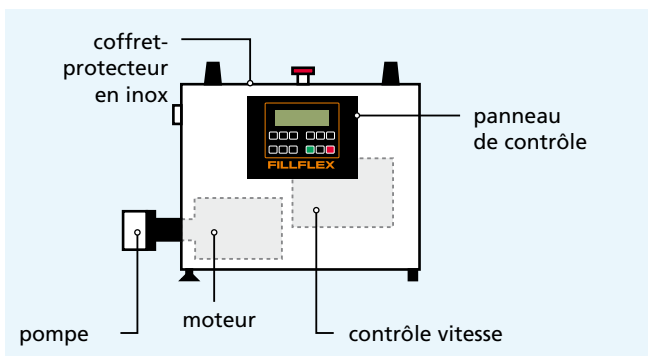 coffret-
protecteur
en inox
panneau
de contrôle
FILLFLEX
pompe
moteur
contrôle vitesse